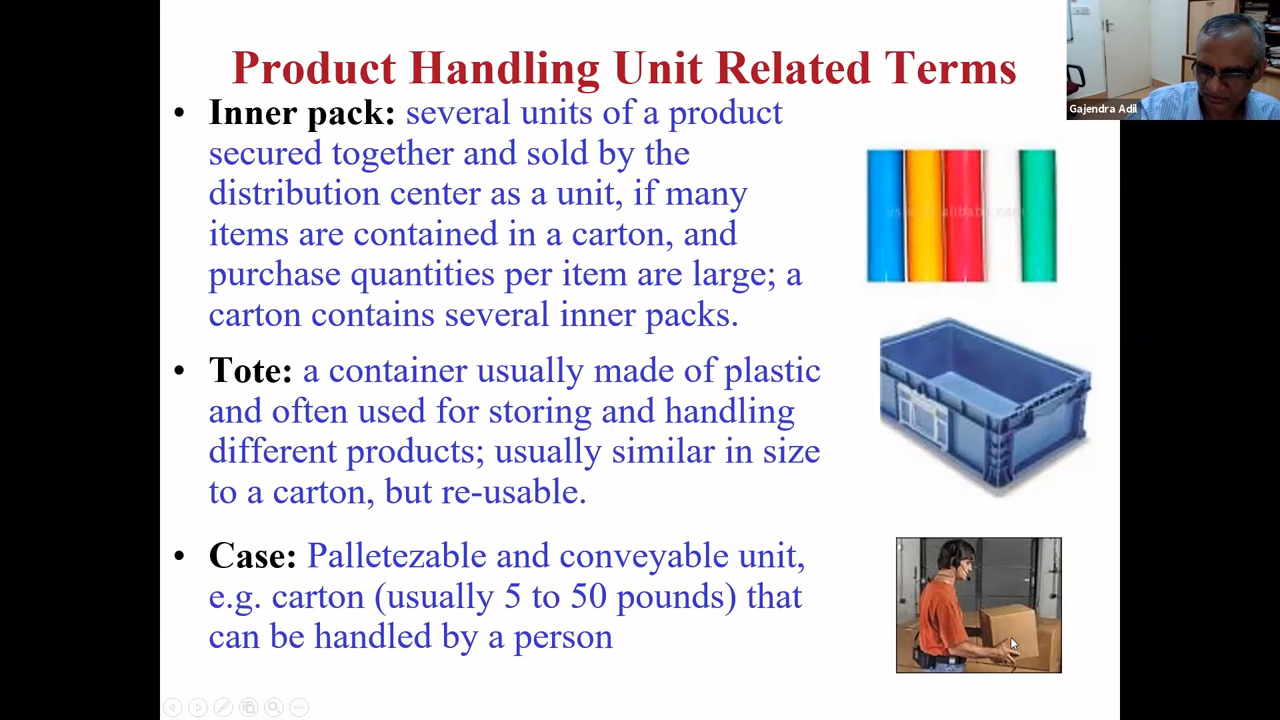 Product Handling Unit Related Terms
Gajendra Adil
• Inner pack: several units of a product
secured together and sold by the
distribution center as a unit, if many
items are contained in a carton, and
purchase quantities per item are large; a
carton contains several inner packs.
• Tote: a container usually made of plastic
and often used for storing and handling
different products; usually similar in size
to a carton, but re-usable.
• Case: Palletezable and conveyable unit,
e.g. carton (usually 5 to 50 pounds) that
can be handled by a person